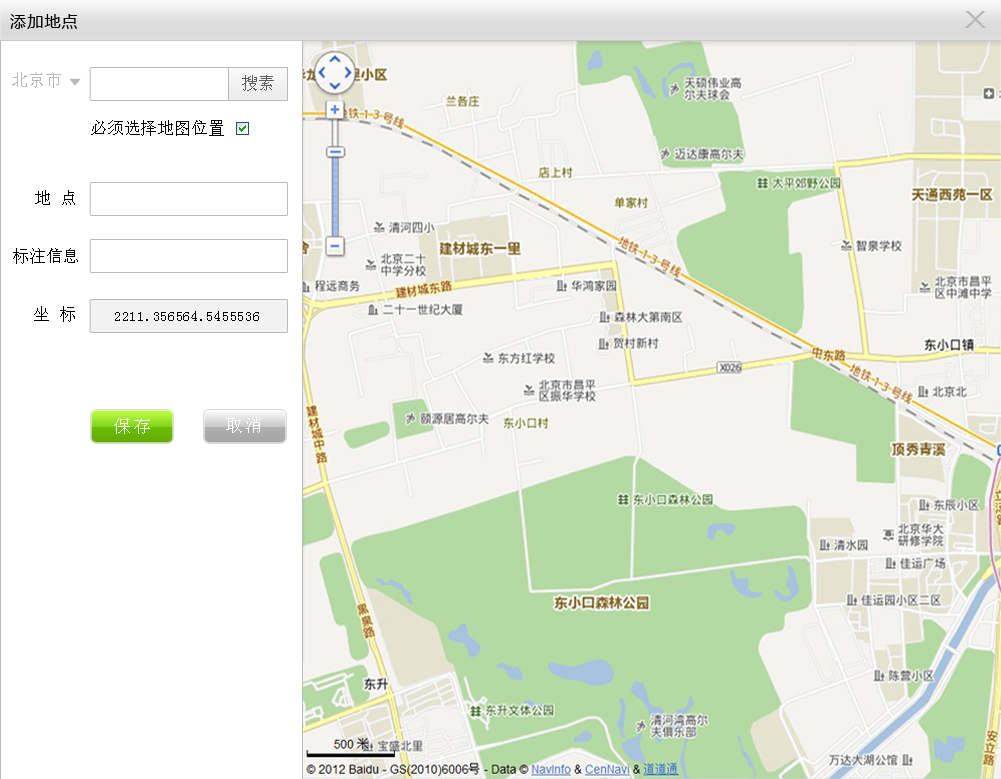 添加地点
北京市
搜素
必须选择地图位置
地 点
标注信息
坐 标
2211.356564.5455536
保存
取消
里小区
兰各庄
天硕伟业高
尔夫球会
地铁13号线
迈达康高尔夫
店上村
太平郊野公园
单家村
天通西苑一区
清河四小
建材城东一里
地铁13号线
智泉学校
北京二十
中学分校
程远商务
建材城东路
华鸿家园
北京市昌平
区中滩中学
二十一世纪大厦
森林大第南区
贺村新村
东小口镇
中东路
东方红学校
X026
地铁13号线
北京市昌平
区振华学校
北京北
建材城中路
颐源居高尔夫
东小口村
顶秀青溪
东小口森林公园
东辰小区
北京华大
研修学院
清水园
佳运广场
东小口森林公园
佳运园小区二区
黑泉路
东升
陈营小区
东升文体公园
清河湾高尔
夫俱乐部
安立路
500 米
宝盛北里
万达大湖公馆
© 2012 Baidu - GS(2010)6006号 - Data © NavInfo & CenNavi & 道道通